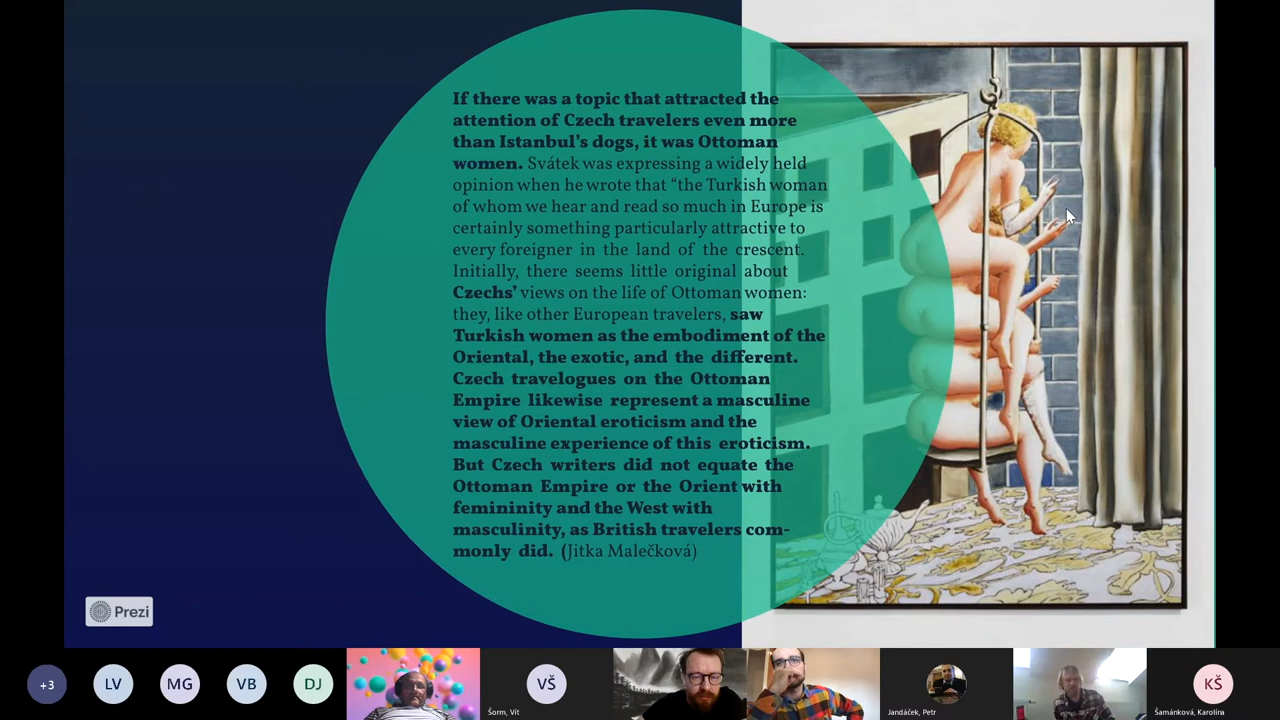 If there was a topic that attracted the
attention of Czech travelers even more
than Istanbul’s dogs, it was Ottoman
women. Svátek was expressing a widely held
opinion when he wrote that “the Turkish woman
of whom we hear and read so much in Europe is
certainly something particularly attractive to
every foreigner in the land of the crescent.
Initially, there seems little original about
Czechs’ views on the life of Ottoman women:
they, like other European travelers, saw
Turkish women as the embodiment of the
Oriental, the exotic, and the different.
Czech travelogues on the Ottoman
Empire likewise represent a masculine
view of Oriental eroticism and the
masculine experience of this eroticism.
But Czech writers did not equate the
Ottoman Empire or the Orient with
femininity and the West with
masculinity, as British travelers com-
monly did. (Jitka Malečková)
Prezi
+3
LV
MG
VB
DJ
VŠ
Šorm, Vít
Jandáček, Petr
KŠ
Šamánková, Karolína